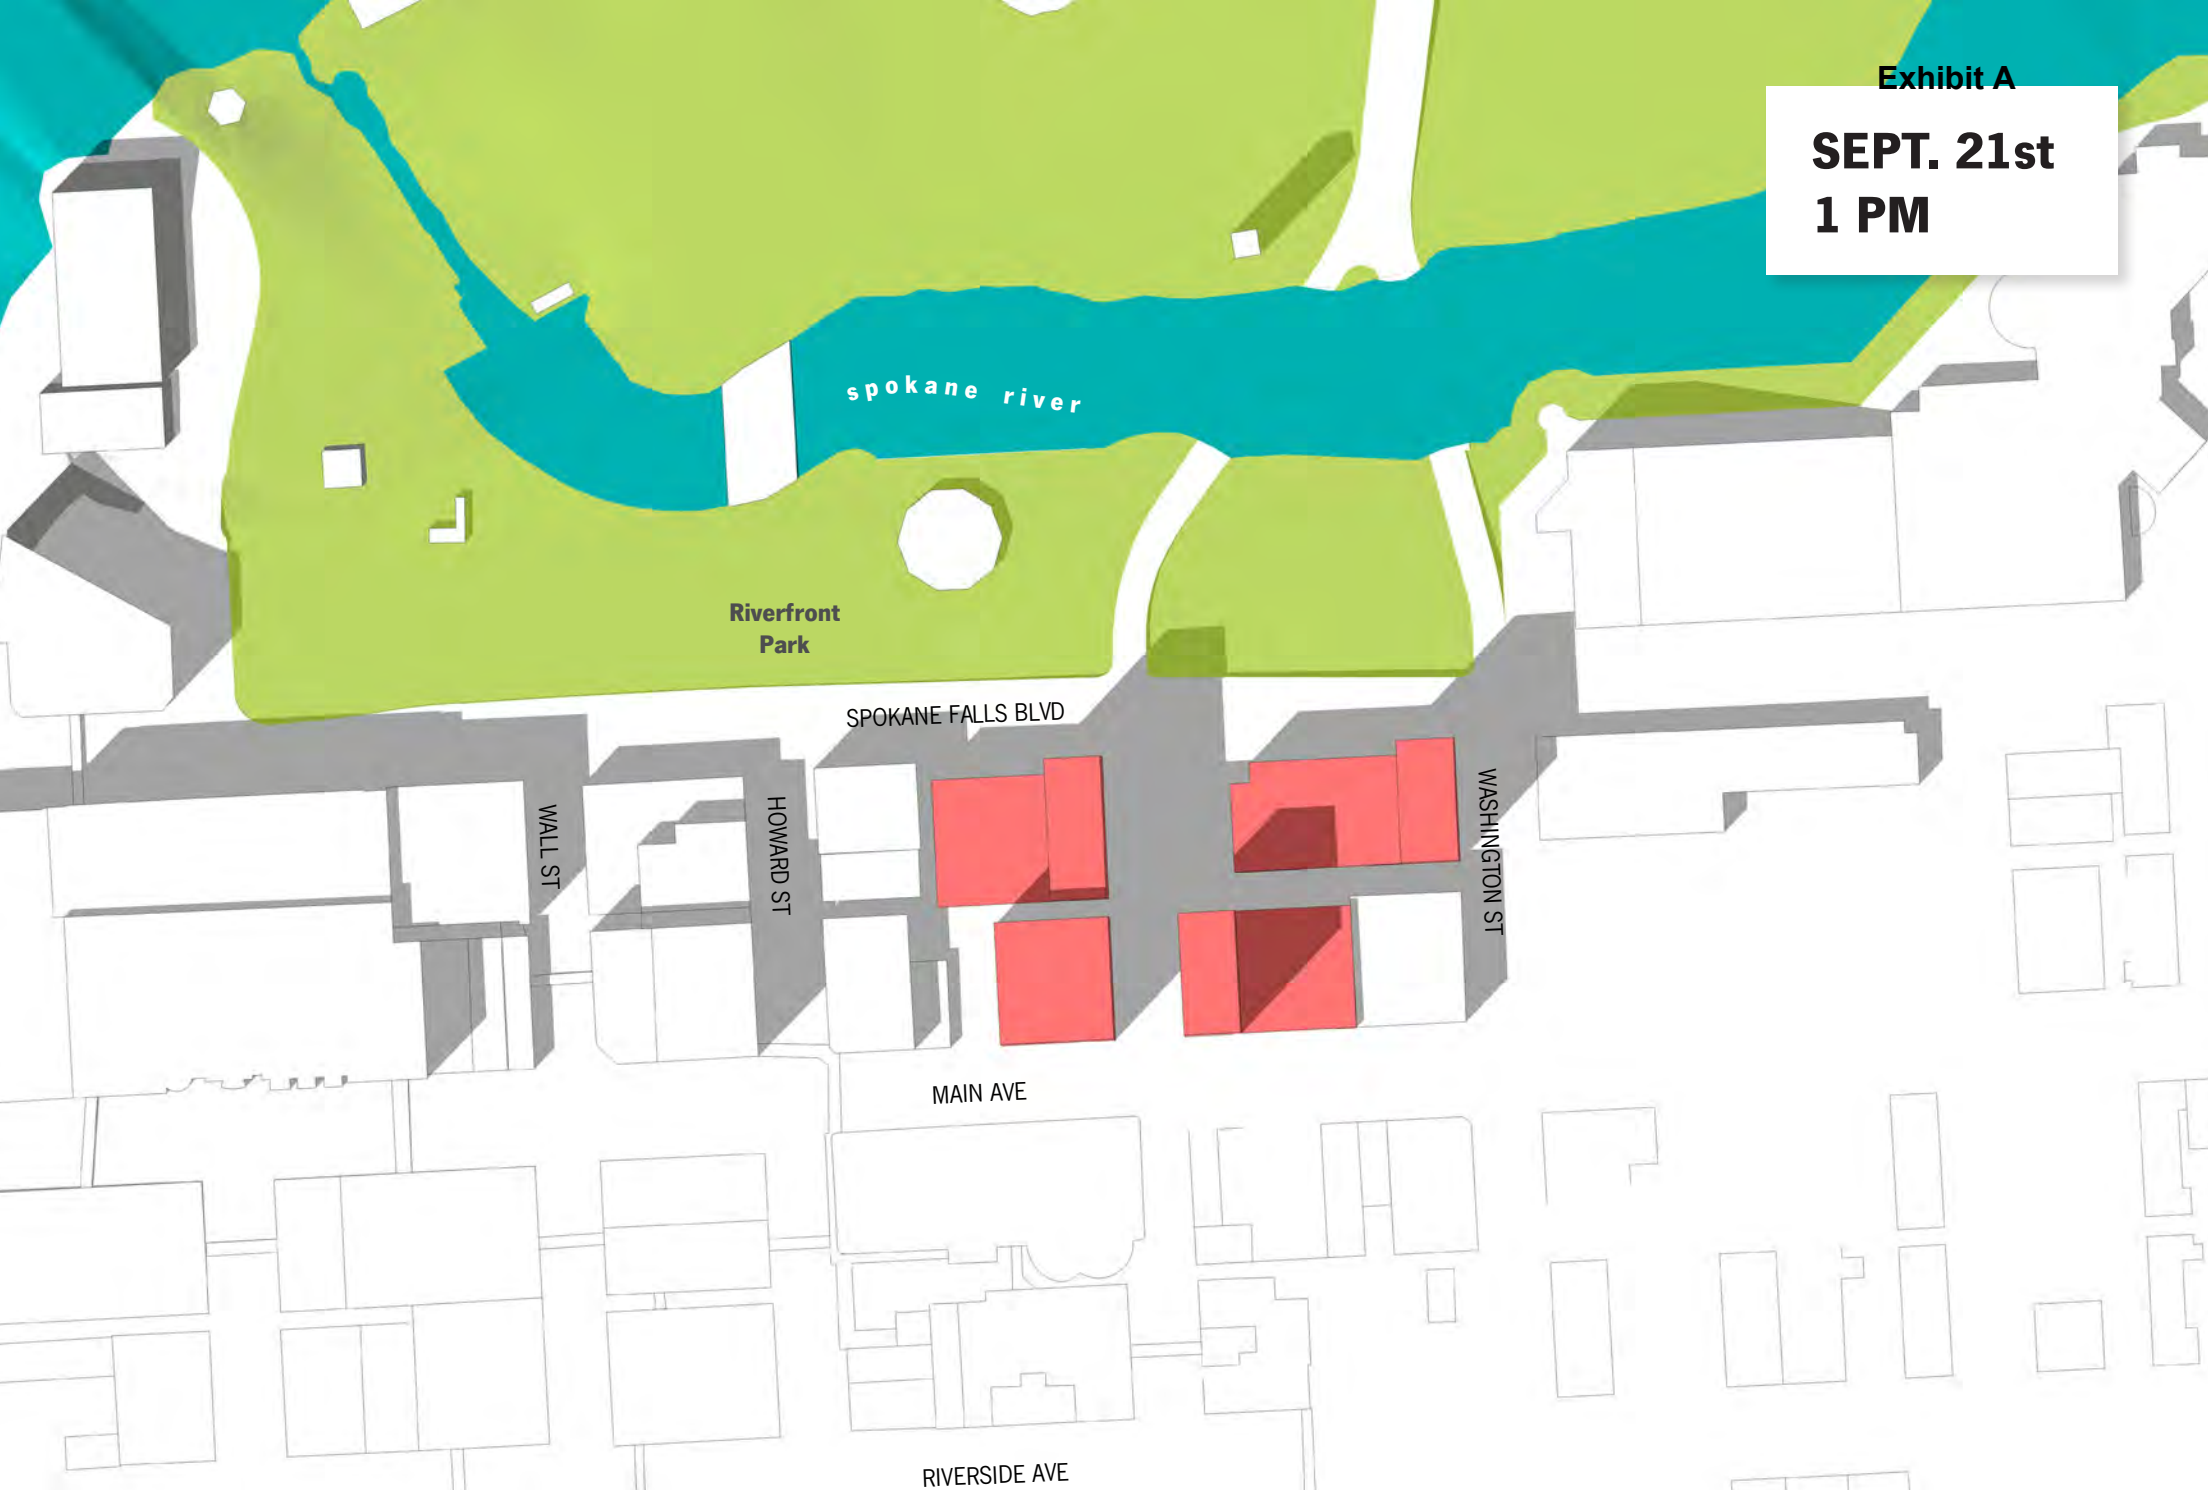 Exhibit A
SEPT. 21st
1 PM
spokane river
Riverfront
Park
SPOKANE FALLS BLVD
WALL ST
HOWARD ST
WASHINGTON ST
MAIN AVE
RIVERSIDE AVE